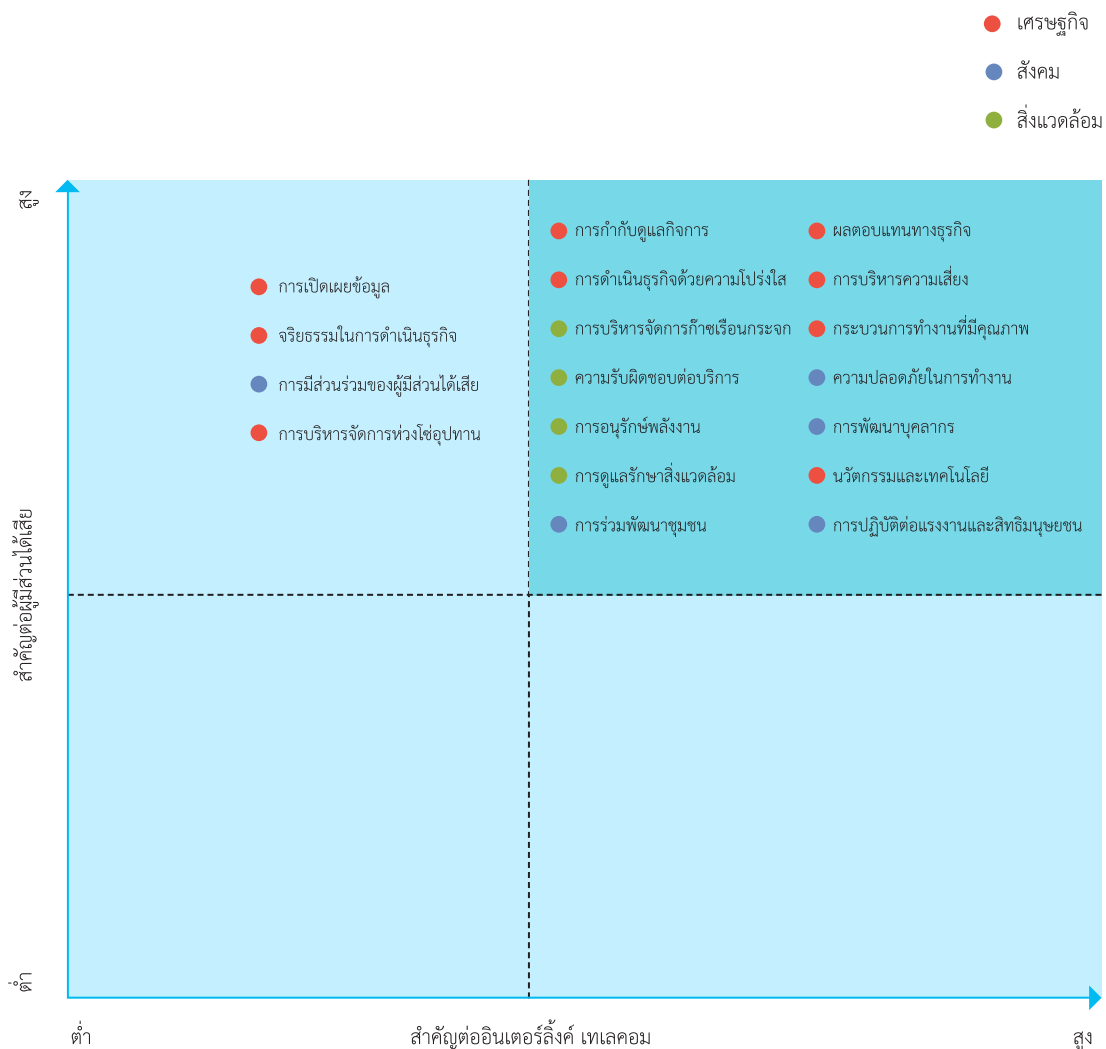 เศรษฐกิจ
สังคม
สิ่งแวดล้อม
สูง
การเปิดเผยข้อมูล
จริยธรรมในการดำเนินธุรกิจ
การมีส่วนร่วมของผู้มีส่วนได้เสีย
การบริหารจัดการห่วงโซ่อุปทาน
การกำกับดูแลกิจการ
การดำเนินธุรกิจด้วยความโปร่งใส
การบริหารจัดการก๊าซเรือนกระจก
ความรับผิดชอบต่อบริการ
การอนุรักษ์พลังงาน
การดูแลรักษาสิ่งแวดล้อม
การร่วมพัฒนาชุมชน
ผลตอบแทนทางธุรกิจ
การบริหารความเสี่ยง
กระบวนการทำงานที่มีคุณภาพ
ความปลอดภัยในการทำงาน
การพัฒนาบุคลากร
นวัตกรรมและเทคโนโลยี
การปฏิบัติต่อแรงงานและสิทธิมนุษยชน
สำคัญต่อผู้มีส่วนได้เสีย
ต่ำ
ต่ำ
สำคัญต่ออินเตอร์ลิ้งค์ เทเลคอม
สูง